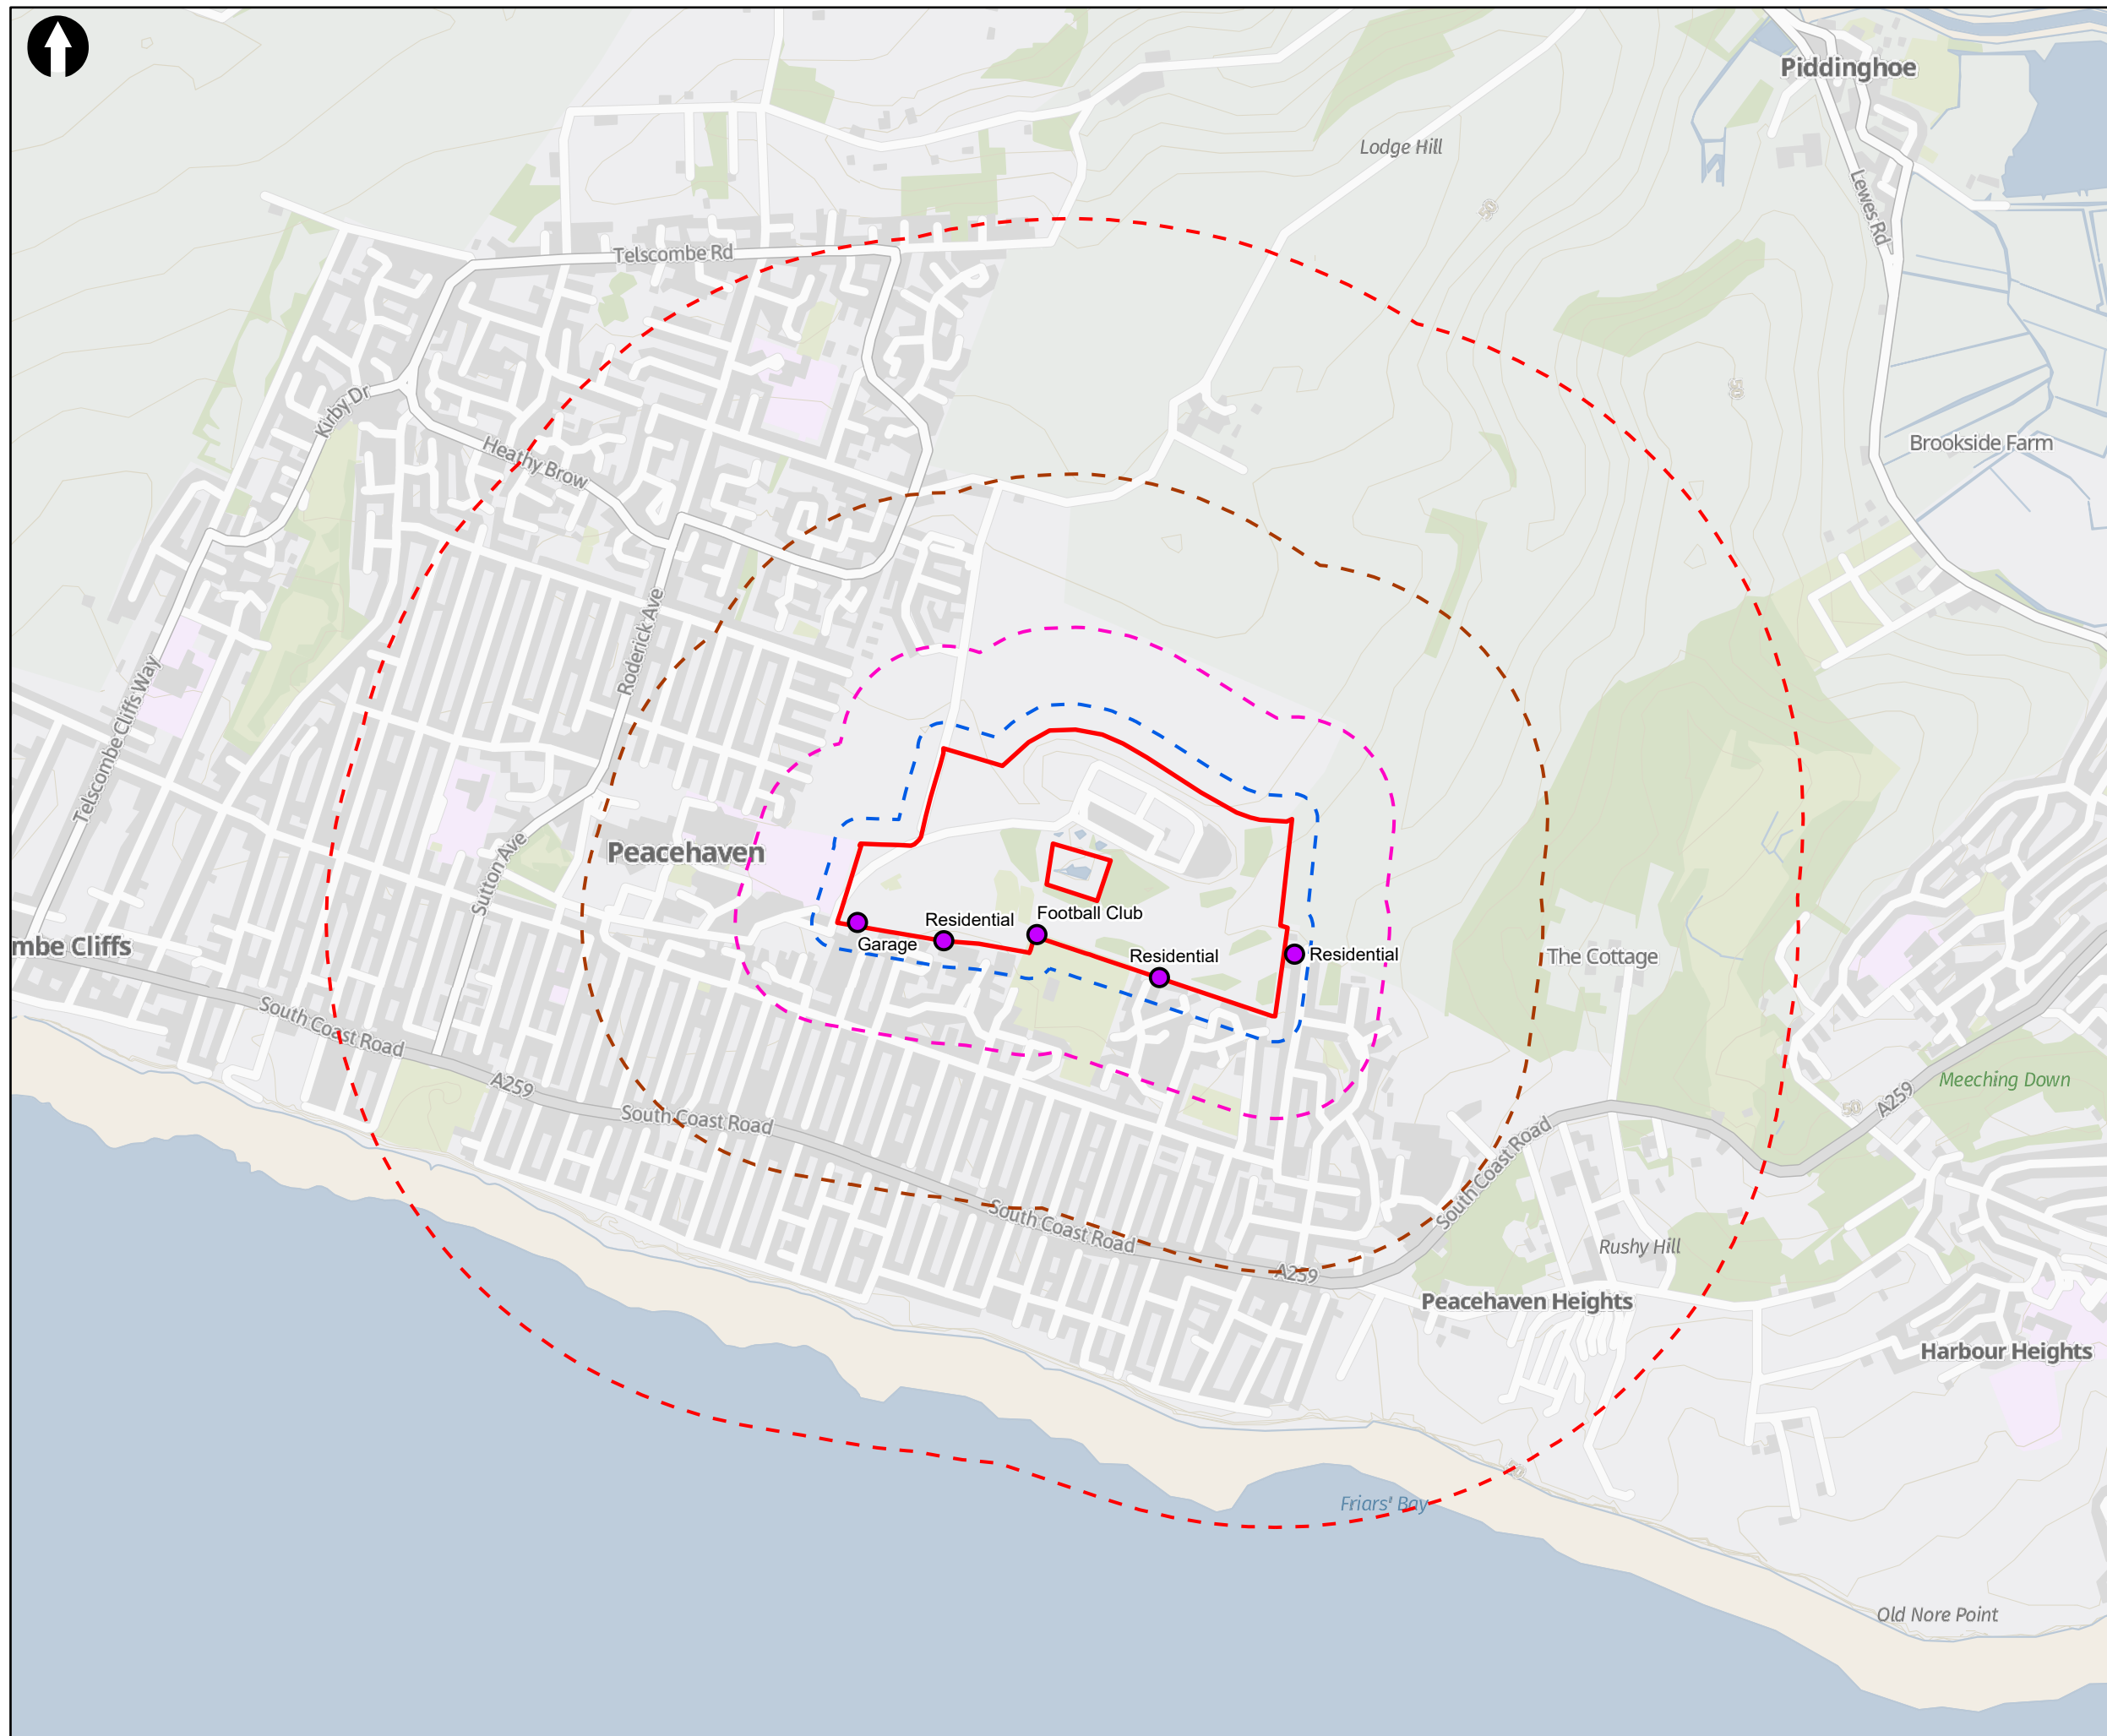 Piddinghoe
Lodge Hill
Lewes Rd
Telscombe Rd
Kirby Dr
Heathy Brow
Brookside Farm
Roderick Ave
Telscombe Cliffs Way
Peacehaven
Sutton Ave
Residential
Football Club
Garage
Residential
Residential
mbe Cliffs
The Cottage
South Coast Road
A259
South Coast Road
Meeching Down
A259
South Coast Road
South Coast Road
Rushy Hill
A259
Peacehaven Heights
Harbour Heights
Friars' Bay
Old Nore Point